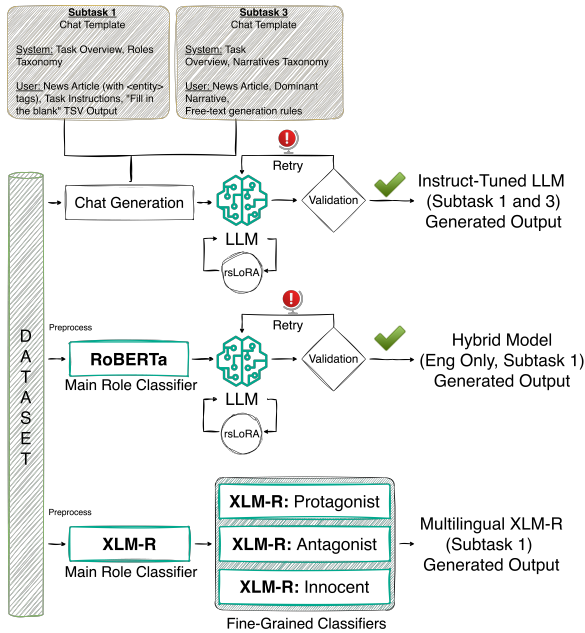 Subtask 1
Chat Template
System: Task Overview, Roles
Taxonomy
User: News Article (with <entity>
tags), Task Instructions, "Fill in
the blank" TSV Output
Subtask 3
Chat Template
System: Task
Overview, Narratives Taxonomy
User: News Article, Dominant
Narrative,
Free-text generation rules
DATASET
Chat Generation
LLM
rsLoRA
Retry
Validation
Instruct-Tuned LLM
(Subtask 1 and 3)
Generated Output
Preprocess
RoBERTa
Main Role Classifier
LLM
rsLoRA
Retry
Validation
Hybrid Model
(Eng Only, Subtask 1)
Generated Output
Preprocess
XLM-R
Main Role Classifier
XLM-R: Protagonist
XLM-R: Antagonist
XLM-R: Innocent
Fine-Grained Classifiers
Multilingual XLM-R
(Subtask 1)
Generated Output